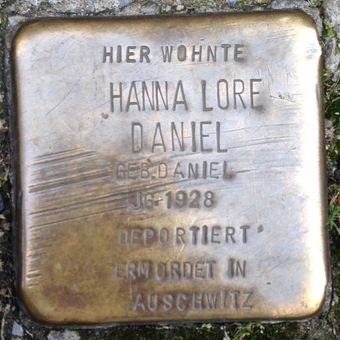 HIER WOHNTE
HANNA LORE
DANIEL
GEB. DANIEL
JG. 1928
DEPORTIERT
ERMORDET IN
AUSCHWITZ